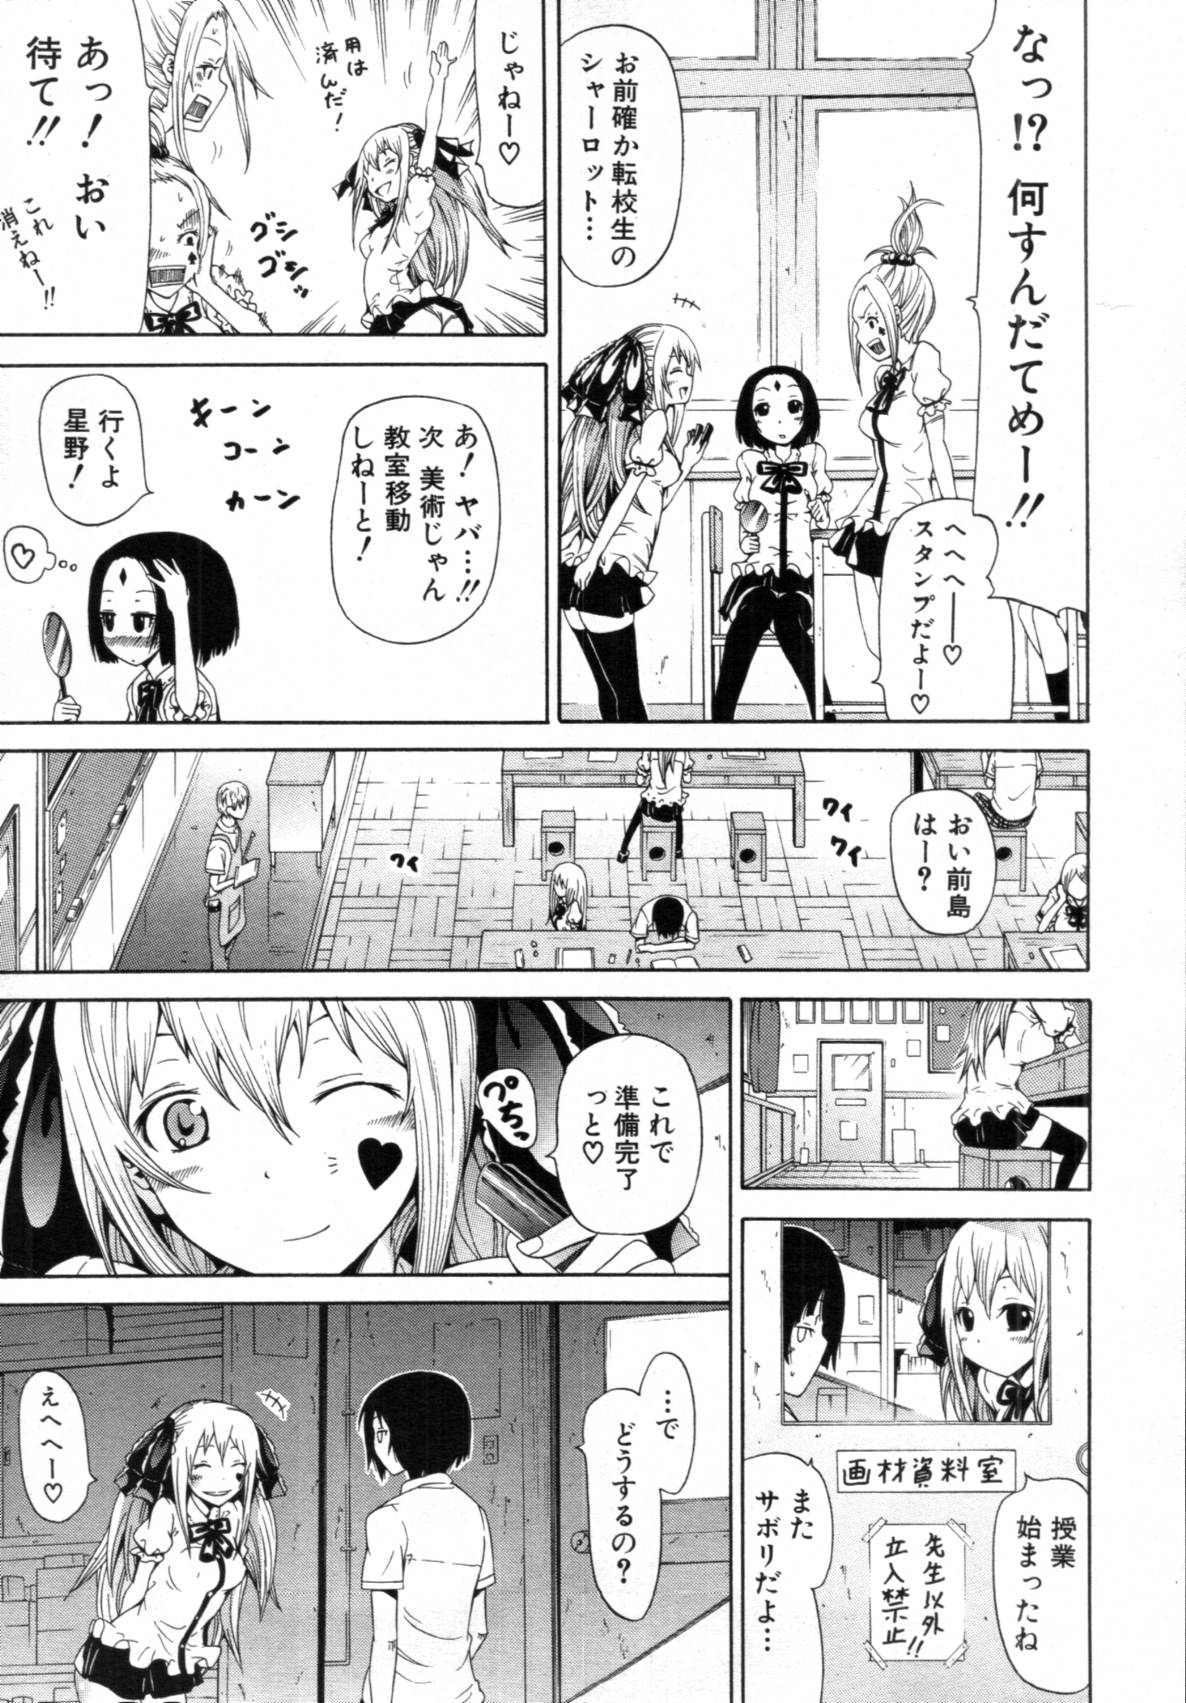 なっ!? 何すんだてめー!!
へへへー♡
スタンプだよー♡
お前確か転校生の
シャーロット…
じゃねー♡
用は
済んだ!
グシ
ゴシッ
あっ! おい
待て!!
これ
消えねー!!
あ! ヤバ…!!
次 美術じゃん
教室移動
しねーと!
キーン
コーン
カーン
行くよ
星野!
♡
おい前島
はー?
ワイ
ワイ
ワイ
これで
準備完了
っと♡
ぷち、
授業
始まったね
画材資料室
先生以外
立入禁止!!
また
サボリだよ…
…で
どうするの?
えへへー♡